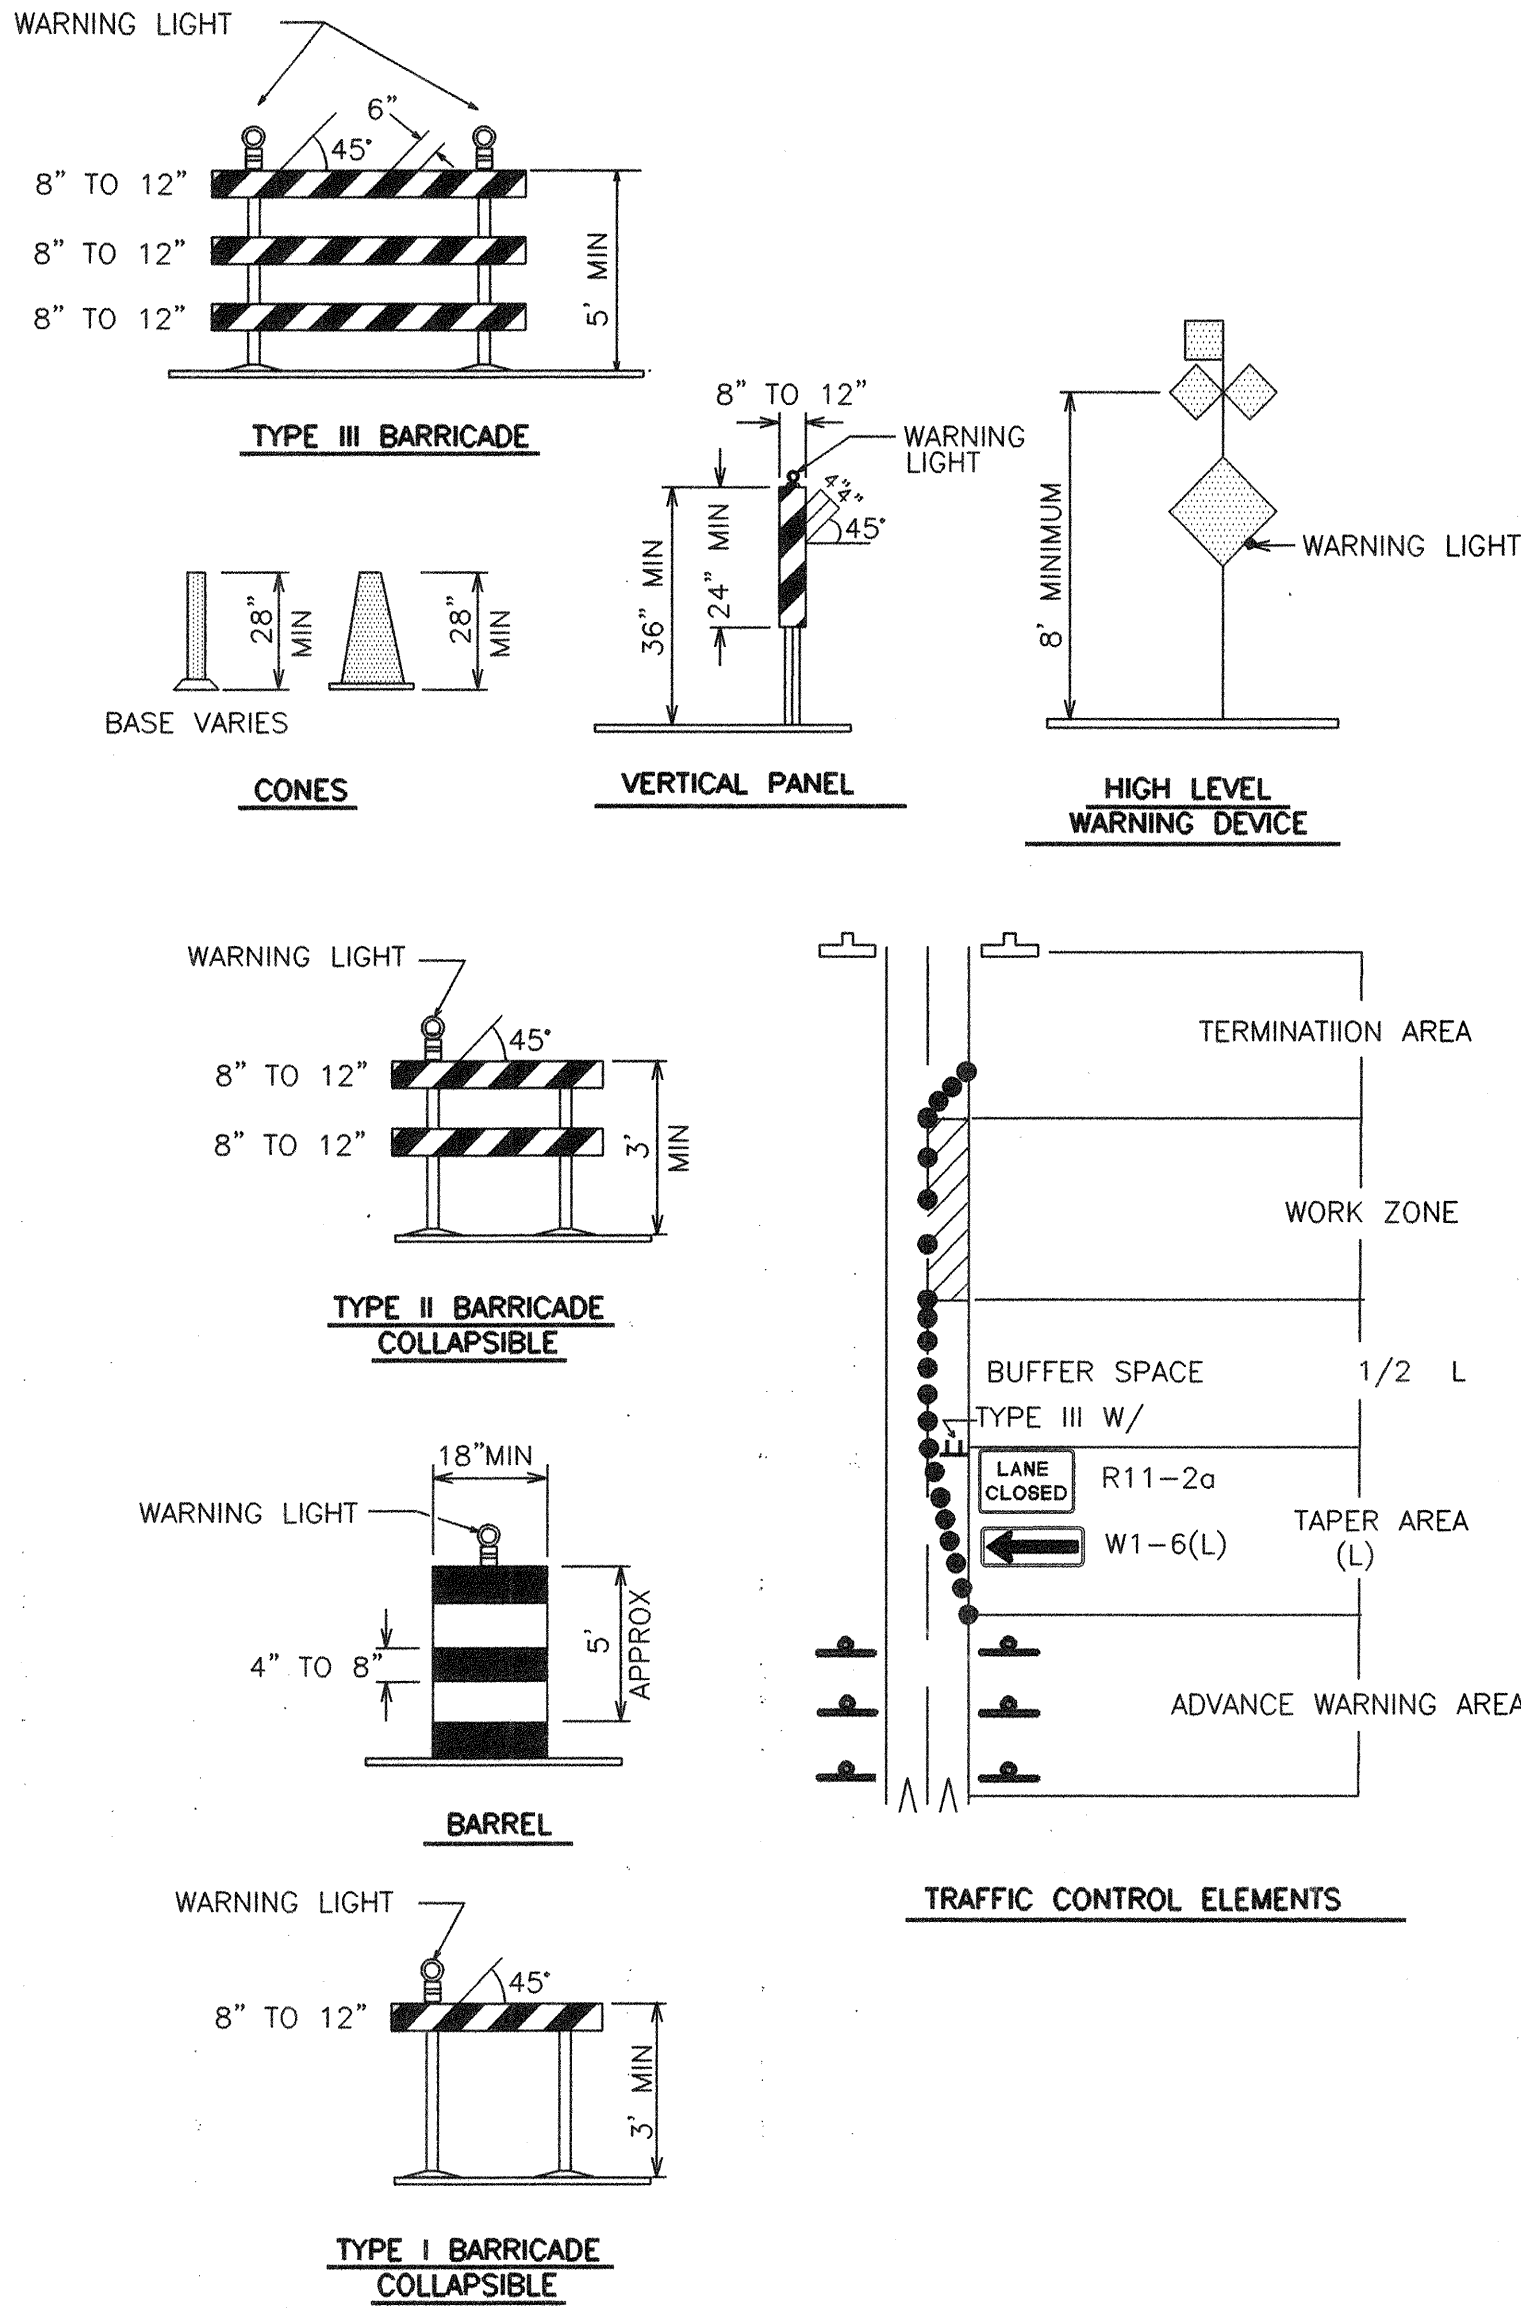 WARNING LIGHT
6"
45°
8" TO 12"
8" TO 12"
8" TO 12"
5' MIN
TYPE III BARRICADE
28" MIN
28" MIN
BASE VARIES
CONES
8" TO 12"
WARNING
LIGHT
4"
4"
45°
36" MIN
24" MIN
VERTICAL PANEL
8' MINIMUM
WARNING LIGHT
HIGH LEVEL
WARNING DEVICE
WARNING LIGHT
45°
8" TO 12"
8" TO 12"
3' MIN
TYPE II BARRICADE
COLLAPSIBLE
18"MIN
WARNING LIGHT
4" TO 8"
5' APPROX
BARREL
WARNING LIGHT
45°
8" TO 12"
3' MIN
TYPE I BARRICADE
COLLAPSIBLE
TERMINATIION AREA
WORK ZONE
BUFFER SPACE 1/2 L
TYPE III W/
LANE
CLOSED
R11-2a
W1-6(L)
TAPER AREA
(L)
ADVANCE WARNING AREA
TRAFFIC CONTROL ELEMENTS